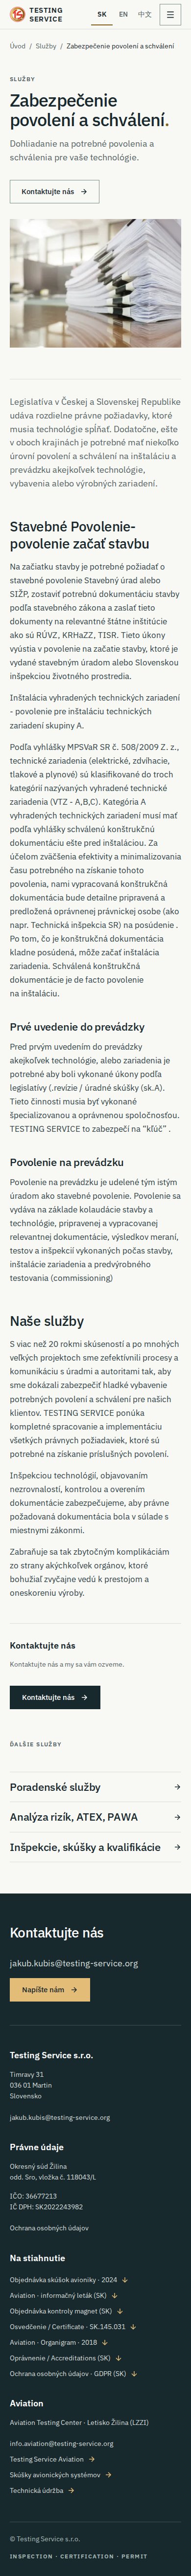 TESTING
SERVICE
SK EN 中文
Úvod / Služby / Zabezpečenie povolení a schválení
SLUŽBY
Zabezpečenie
povolení a schválení.
Dohliadanie na potrebné povolenia a
schválenia pre vaše technológie.
Kontaktujte nás →
Legislatíva v Českej a Slovenskej Republike
udáva rozdielne právne požiadavky, ktoré
musia technológie spĺňať. Dodatočne, ešte
v oboch krajinách je potrebné mať niekoľko
úrovní povolení a schválení na inštaláciu a
prevádzku akejkoľvek technológie,
vybavenia alebo výrobných zariadení.
Stavebné Povolenie-
povolenie začať stavbu
Na začiatku stavby je potrebné požiadať o
stavebné povolenie Stavebný úrad alebo
SIŽP, zostaviť potrebnú dokumentáciu stavby
podľa stavebného zákona a zaslať tieto
dokumenty na relevantné štátne inštitúcie
ako sú RÚVZ, KRHaZZ, TISR. Tieto úkony
vyústia v povolenie na začatie stavby, ktoré je
vydané stavebným úradom alebo Slovenskou
inšpekciou životného prostredia.
Inštalácia vyhradených technických zariadení
- povolenie pre inštaláciu technických
zariadení skupiny A.
Podľa vyhlášky MPSVaR SR č. 508/2009 Z. z.,
technické zariadenia (elektrické, zdvíhacie,
tlakové a plynové) sú klasifikované do troch
kategórií nazývaných vyhradené technické
zariadenia (VTZ - A,B,C). Kategória A
vyhradených technických zariadení musí mať
podľa vyhlášky schválenú konštrukčnú
dokumentáciu ešte pred inštaláciou. Za
účelom zväčšenia efektivity a minimalizovania
času potrebného na získanie tohoto
povolenia, nami vypracovaná konštrukčná
dokumentácia bude detailne pripravená a
predložená oprávnenej právnickej osobe (ako
napr. Technická inšpekcia SR) na posúdenie .
Po tom, čo je konštrukčná dokumentácia
kladne posúdená, môže začať inštalácia
zariadenia. Schválená konštrukčná
dokumentácie je de facto povolenie
na inštaláciu.
Prvé uvedenie do prevádzky
Pred prvým uvedením do prevádzky
akejkoľvek technológie, alebo zariadenia je
potrebné aby boli vykonané úkony podľa
legislatívy (.revízie / úradné skúšky (sk.A).
Tieto činnosti musia byť vykonané
špecializovanou a oprávnenou spoločnosťou.
TESTING SERVICE to zabezpečí na “kľúč” .
Povolenie na prevádzku
Povolenie na prevádzku je udelené tým istým
úradom ako stavebné povolenie. Povolenie sa
vydáva na základe kolaudácie stavby a
technológie, pripravenej a vypracovanej
relevantnej dokumentácie, výsledkov meraní,
testov a inšpekcií vykonaných počas stavby,
inštalácie zariadenia a predvýrobného
testovania (commissioning)
Naše služby
S viac než 20 rokmi skúseností a po mnohých
veľkých projektoch sme zefektívnili procesy a
komunikáciu s úradmi a autoritami tak, aby
sme dokázali zabezpečiť hladké vybavenie
potrebných povolení a schválení pre našich
klientov. TESTING SERVICE ponúka
kompletné spracovanie a implementáciu
všetkých právnych požiadaviek, ktoré sú
potrebné na získanie príslušných povolení.
Inšpekciou technológií, objavovaním
nezrovnalostí, kontrolou a overením
dokumentácie zabezpečujeme, aby práve
požadovaná dokumentácia bola v súlade s
miestnymi zákonmi.
Zabraňuje sa tak zbytočným komplikáciám
zo strany akýchkoľvek orgánov, ktoré
bohužiaľ zvyčajne vedú k prestojom a
oneskoreniu výroby.
Kontaktujte nás
Kontaktujte nás a my sa vám ozveme.
Kontaktujte nás →
ĎALŠIE SLUŽBY
Poradenské služby →
Analýza rizík, ATEX, PAWA →
Inšpekcie, skúšky a kvalifikácie →
Kontaktujte nás
jakub.kubis@testing-service.org
Napíšte nám →
Testing Service s.r.o.
Timravy 31
036 01 Martin
Slovensko
jakub.kubis@testing-service.org
Právne údaje
Okresný súd Žilina
odd. Sro, vložka č. 118043/L
IČO: 36677213
IČ DPH: SK2022243982
Ochrana osobných údajov
Na stiahnutie
Objednávka skúšok avioniky · 2024 ↓
Aviation · informačný leták (SK) ↓
Objednávka kontroly magnet (SK) ↓
Osvedčenie / Certificate · SK.145.031 ↓
Aviation · Organigram · 2018 ↓
Oprávnenie / Accreditations (SK) ↓
Ochrana osobných údajov · GDPR (SK) ↓
Aviation
Aviation Testing Center · Letisko Žilina (LZZI)
info.aviation@testing-service.org
Testing Service Aviation →
Skúšky avionických systémov →
Technická údržba →
© Testing Service s.r.o.
INSPECTION · CERTIFICATION · PERMIT